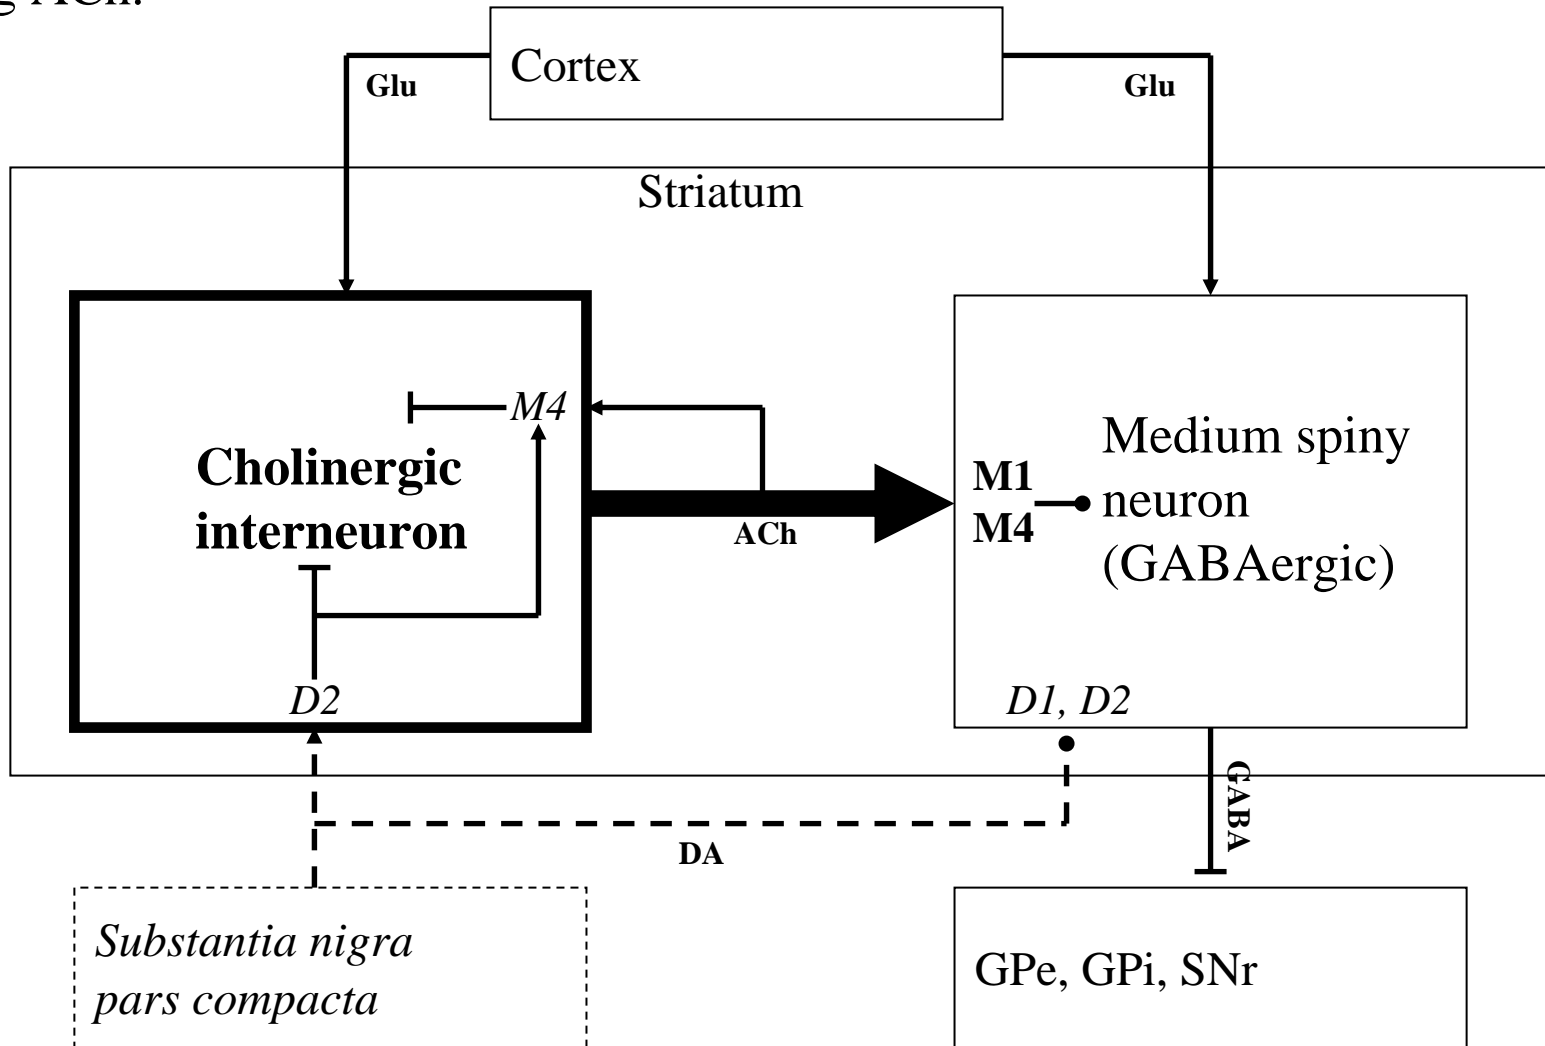 g ACh.
Cortex
Glu
Glu
Striatum
M4
Cholinergic
interneuron
D2
ACh
M1
M4
Medium spiny
neuron
(GABAergic)
D1, D2
GABA
DA
Substantia nigra
pars compacta
GPe, GPi, SNr